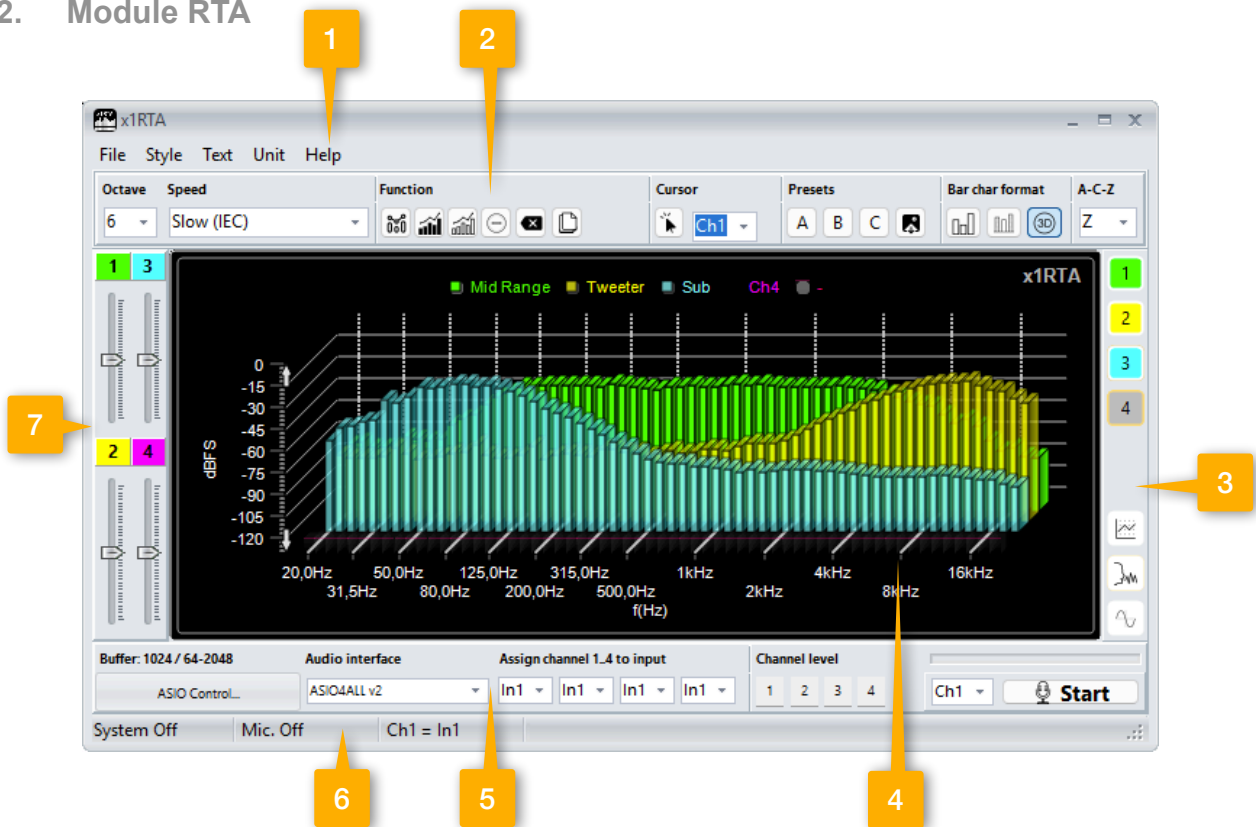 2. Module RTA
1
2
x1RTA
File Style Text Unit Help
Octave Speed Function Cursor Presets Bar char format A-C-Z
6 Slow (IEC) Ch1 A B C 3D Z
1 3
Mid Range Tweeter Sub Ch4 -
x1RTA
1
2
3
4
0
-15
-30
-45
-60
-75
-90
-105
-120
dBFS
7
2 4
3
20,0Hz 50,0Hz 125,0Hz 315,0Hz 1kHz 4kHz 16kHz
31,5Hz 80,0Hz 200,0Hz 500,0Hz 2kHz 8kHz
f(Hz)
Buffer: 1024 / 64-2048 Audio interface Assign channel 1..4 to input Channel level
ASIO Control... ASIO4ALL v2 In1 In1 In1 In1 1 2 3 4 Ch1 Start
System Off Mic. Off Ch1 = In1
6
5
4